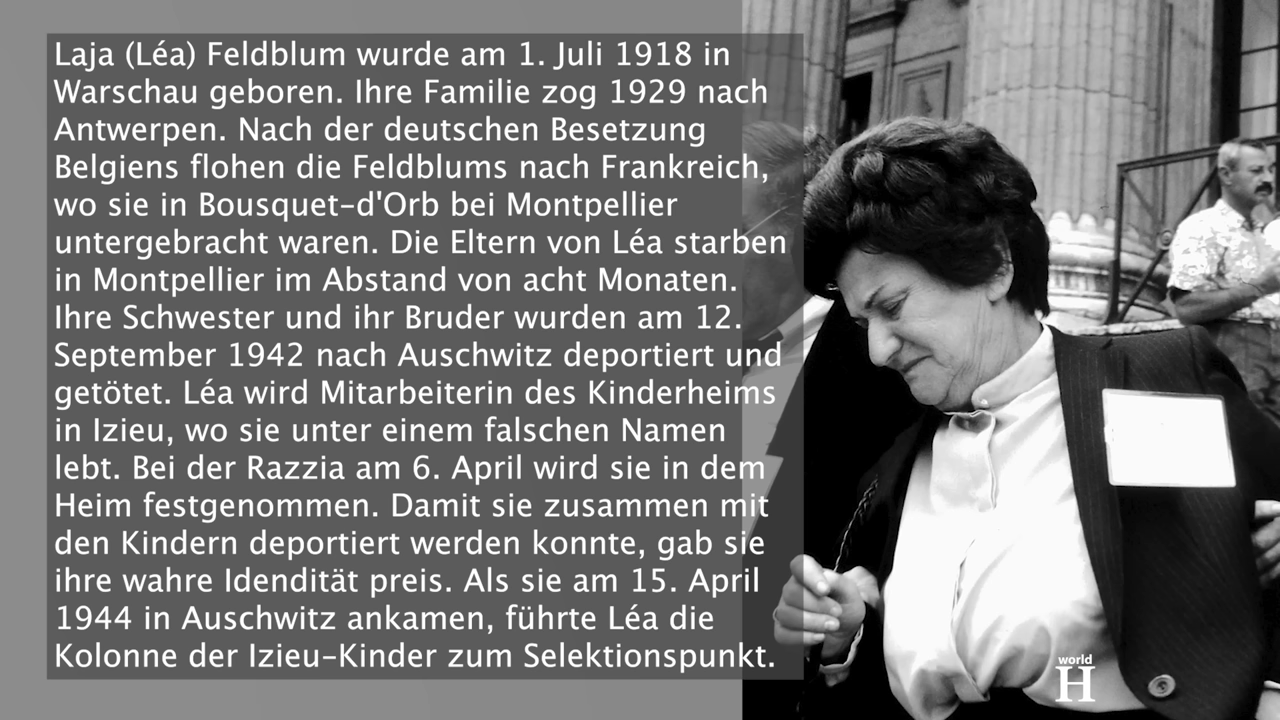 Laja (Léa) Feldblum wurde am 1. Juli 1918 in
Warschau geboren. Ihre Familie zog 1929 nach
Antwerpen. Nach der deutschen Besetzung
Belgiens flohen die Feldblums nach Frankreich,
wo sie in Bousquet-d'Orb bei Montpellier
untergebracht waren. Die Eltern von Léa starben
in Montpellier im Abstand von acht Monaten.
Ihre Schwester und ihr Bruder wurden am 12.
September 1942 nach Auschwitz deportiert und
getötet. Léa wird Mitarbeiterin des Kinderheims
in Izieu, wo sie unter einem falschen Namen
lebt. Bei der Razzia am 6. April wird sie in dem
Heim festgenommen. Damit sie zusammen mit
den Kindern deportiert werden konnte, gab sie
ihre wahre Idendität preis. Als sie am 15. April
1944 in Auschwitz ankamen, führte Léa die
Kolonne der Izieu-Kinder zum Selektionspunkt.
world
H